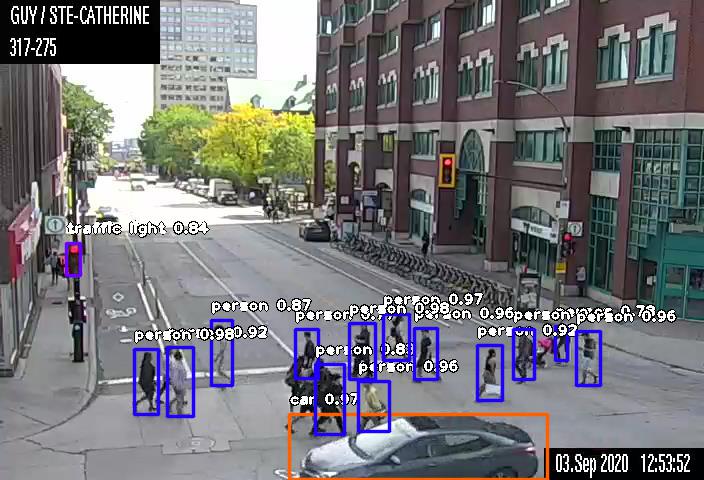 GUY / STE-CATHERINE
317-275
traffic light 0.84
person 0.87
person 0.97
person 0.98
person 0.96
person 0.98
0.92
person 0.92
0.78
person 0.96
person 0.96
car 0.97
03.Sep 2020 12:53:52